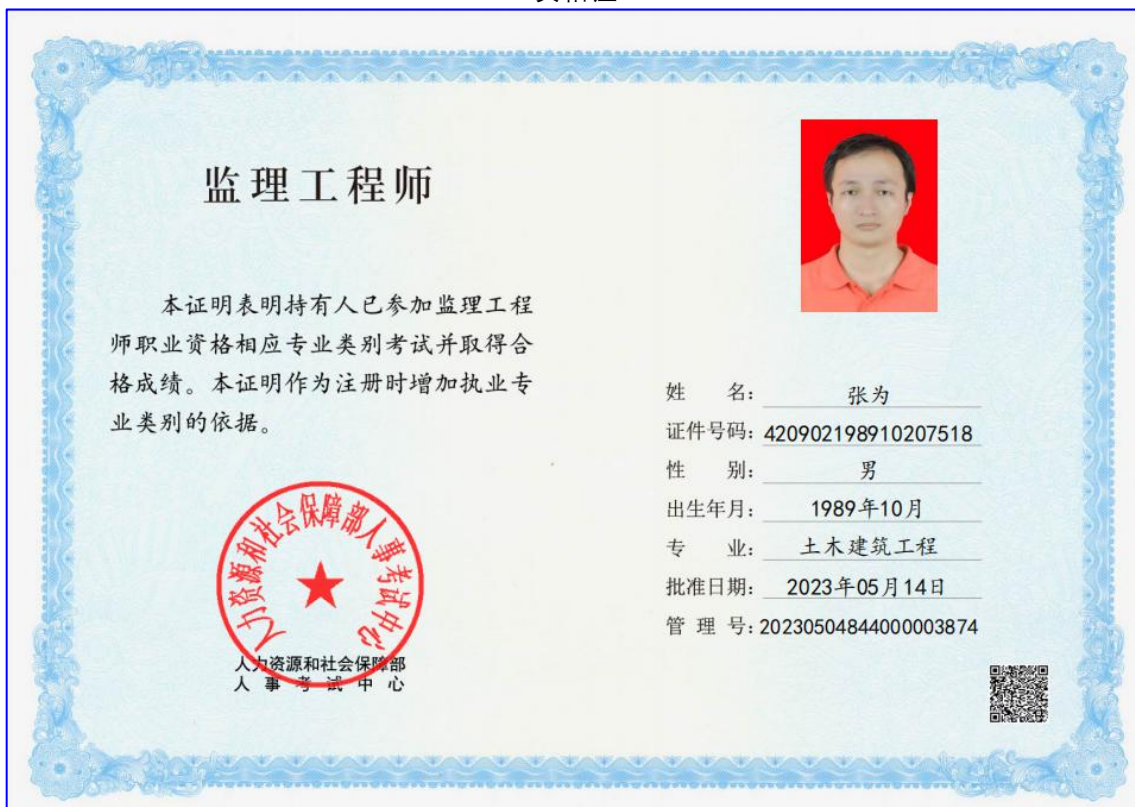 监理工程师
本证明表明持有人已参加监理工程
师职业资格相应专业类别考试并取得合
格成绩。本证明作为注册时增加执业专
业类别的依据。
人力资源和社会保障部人事考试中心
人力资源和社会保障部
人事考试中心
姓 名：张为
证件号码：420902198910207518
性 别：男
出生年月：1989年10月
专 业：土木建筑工程
批准日期：2023年05月14日
管 理 号：20230504844000003874